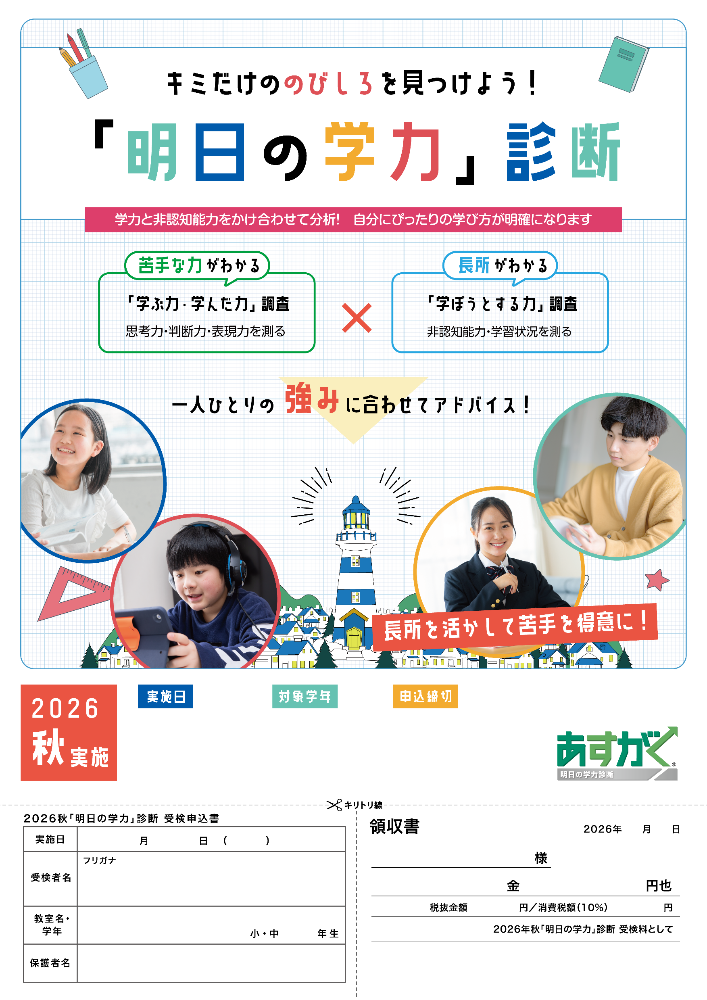 キミだけののびしろを見つけよう！
「明日の学力」診断
学力と非認知能力をかけ合わせて分析！　自分にぴったりの学び方が明確になります
苦手な力がわかる
「学ぶ力・学んだ力」調査
思考力・判断力・表現力を測る
×
長所がわかる
「学ぼうとする力」調査
非認知能力・学習状況を測る
一人ひとりの強みに合わせてアドバイス！
長所を活かして苦手を得意に！
2026
秋実施
実施日
対象学年
申込締切
あすがく®
明日の学力診断
キリトリ線
2026秋「明日の学力」診断 受検申込書
実施日 月 日 （ ）
受検者名 フリガナ
教室名・
学年 小・中 年生
保護者名
領収書 2026年 月 日
様
金 円也
税抜金額 円／消費税額（10%） 円
2026年秋「明日の学力」診断 受検料として